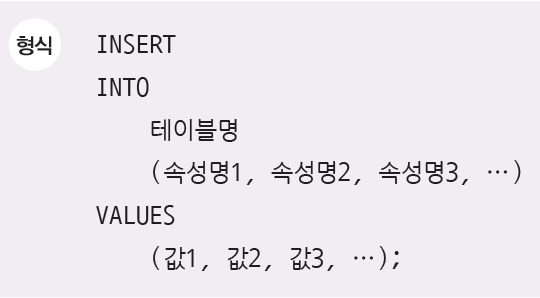 형식
INSERT
INTO
테이블명
(속성명1, 속성명2, 속성명3, …)
VALUES
(값1, 값2, 값3, …);